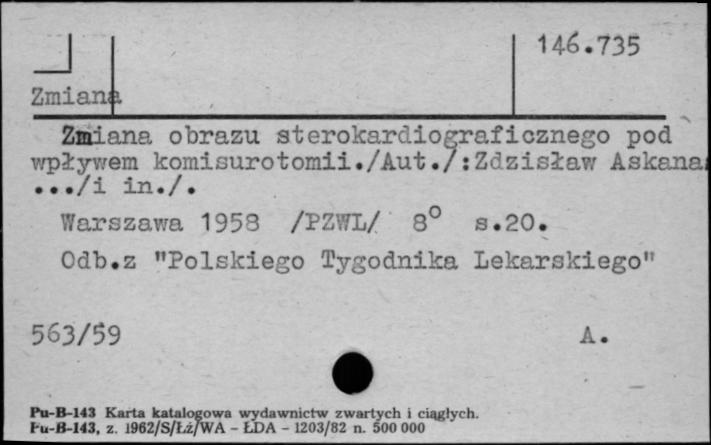 146.735
Zmiana
Zmiana obrazu sterokardiograficznego pod
wpływem komisurotomii./Aut./:Zdzisław Askana
.../i in./.
Warszawa 1958 /PZWL/ 8° s.20.
Odb.z "Polskiego Tygodnika Lekarskiego"
563/59 A.
Pu-B-143 Karta katalogowa wydawnictw zwartych i ciągłych.
Pu-B-143, z. 1962/S/Łź/WA - ŁDA - 1203/82 n. 500 000